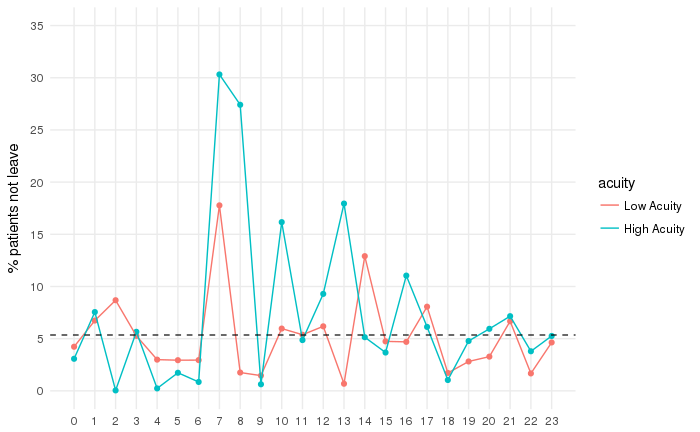 % patients not leave
35
30
25
20
15
10
5
0
0 1 2 3 4 5 6 7 8 9 10 11 12 13 14 15 16 17 18 19 20 21 22 23
acuity
Low Acuity
High Acuity